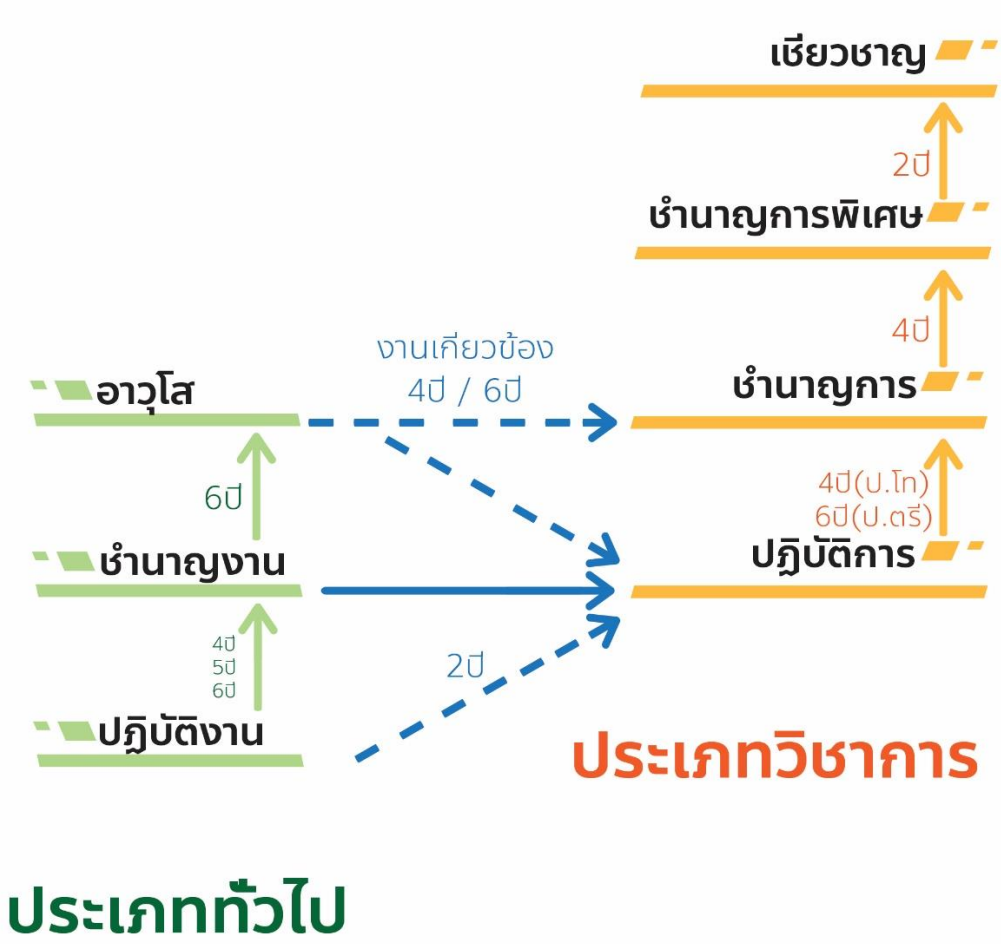 เชียวชาญ
2ปี
ชำนาญการพิเศษ
4ปี
งานเกียวข้อง
4ปี / 6ปี
อาวุโส
ชำนาญการ
6ปี
4ปี(ป.โท)
6ปี(ป.ตรี)
ชำนาญงาน
ปฏิบัติการ
4ปี
5ปี
6ปี
2ปี
ปฏิบัติงาน
ประเภทวิชาการ
ประเภททั่วไป